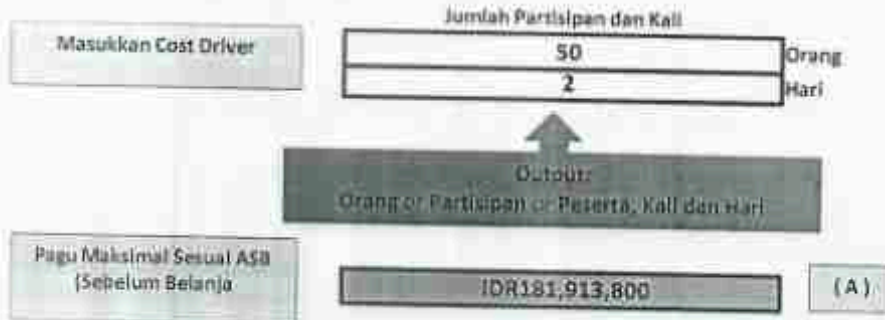 Jumlah Partisipan dan Kali
Masukkan Cost Driver
50
Orang
2
Hari
Output:
Orang or Partisipan or Peserta, Kali dan Hari
Pagu Maksimal Sesuai ASB
(Sebelum Belanja
IDR181,913,800
(A)